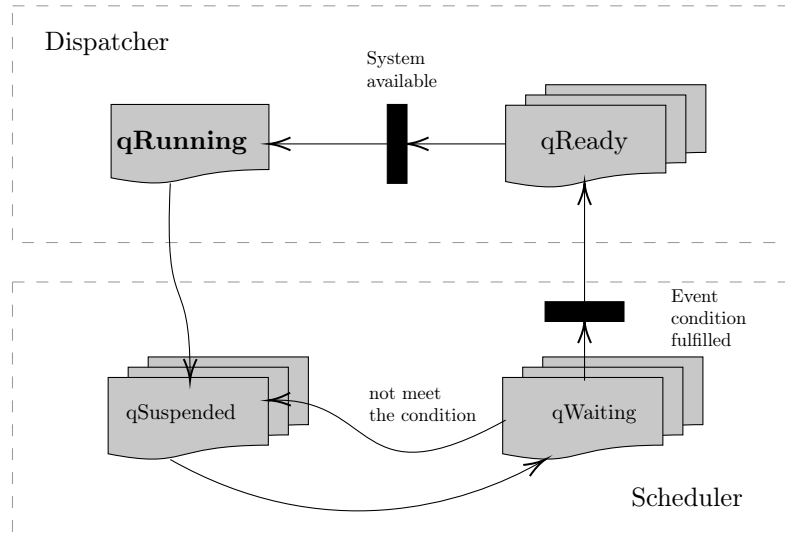 Dispatcher
System
available
qRunning
qReady
Event
condition
fulfilled
not meet
the condition
qSuspended
qWaiting
Scheduler